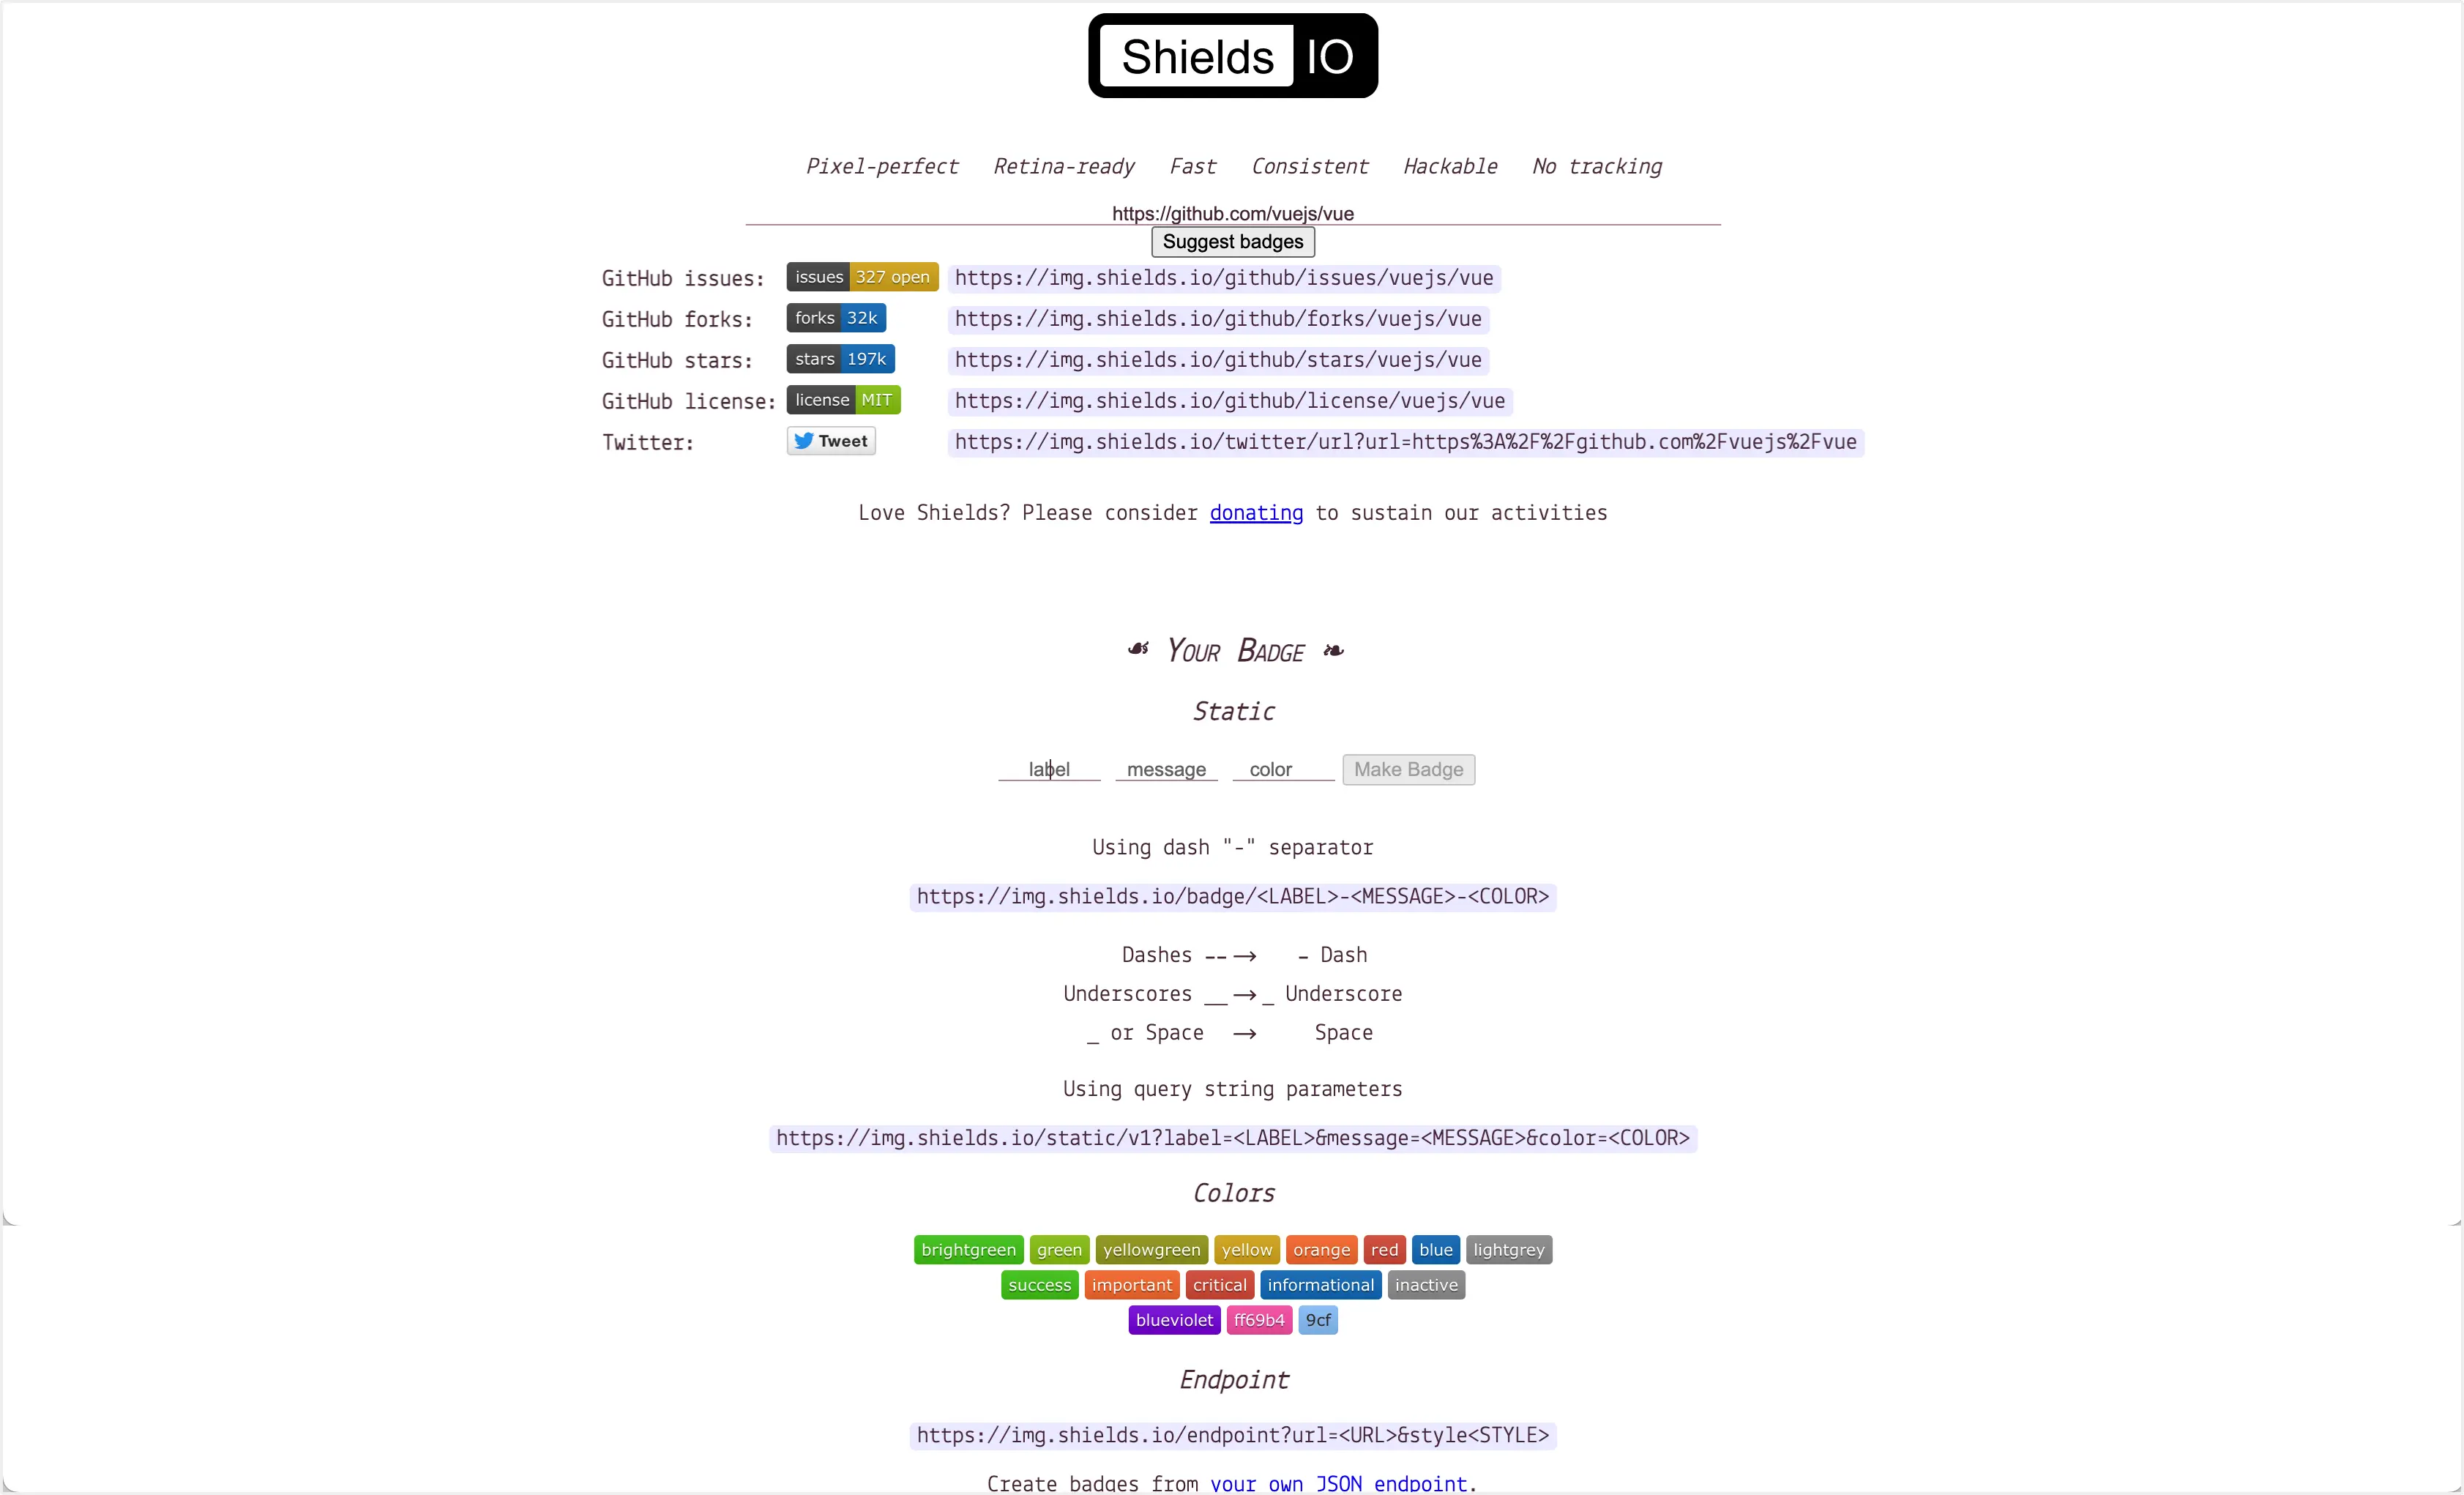 Shields IO
Pixel-perfect Retina-ready Fast Consistent Hackable No tracking
https://github.com/vuejs/vue
Suggest badges
GitHub issues: issues 327 open https://img.shields.io/github/issues/vuejs/vue
GitHub forks: forks 32k https://img.shields.io/github/forks/vuejs/vue
GitHub stars: stars 197k https://img.shields.io/github/stars/vuejs/vue
GitHub license: license MIT https://img.shields.io/github/license/vuejs/vue
Twitter: Tweet https://img.shields.io/twitter/url?url=https%3A%2F%2Fgithub.com%2Fvuejs%2Fvue
Love Shields? Please consider donating to sustain our activities
☙ Your Badge ❧
Static
label message color Make Badge
Using dash "-" separator
https://img.shields.io/badge/<LABEL>-<MESSAGE>-<COLOR>
Dashes -- → - Dash
Underscores __ → _ Underscore
_ or Space → Space
Using query string parameters
https://img.shields.io/static/v1?label=<LABEL>&message=<MESSAGE>&color=<COLOR>
Colors
brightgreen green yellowgreen yellow orange red blue lightgrey
success important critical informational inactive
blueviolet ff69b4 9cf
Endpoint
https://img.shields.io/endpoint?url=<URL>&style<STYLE>
Create badges from your own JSON endpoint.